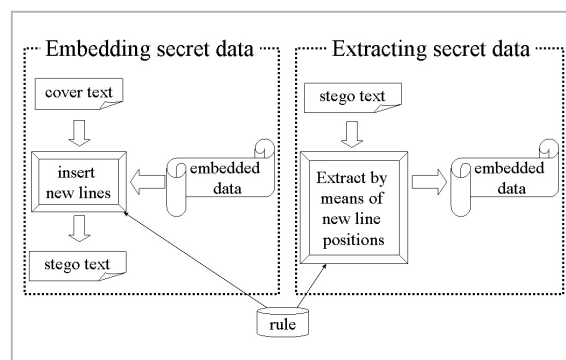 Embedding secret data
cover text
insert
new lines
embedded
data
stego text
Extracting secret data
stego text
Extract by
means of
new line
positions
embedded
data
rule